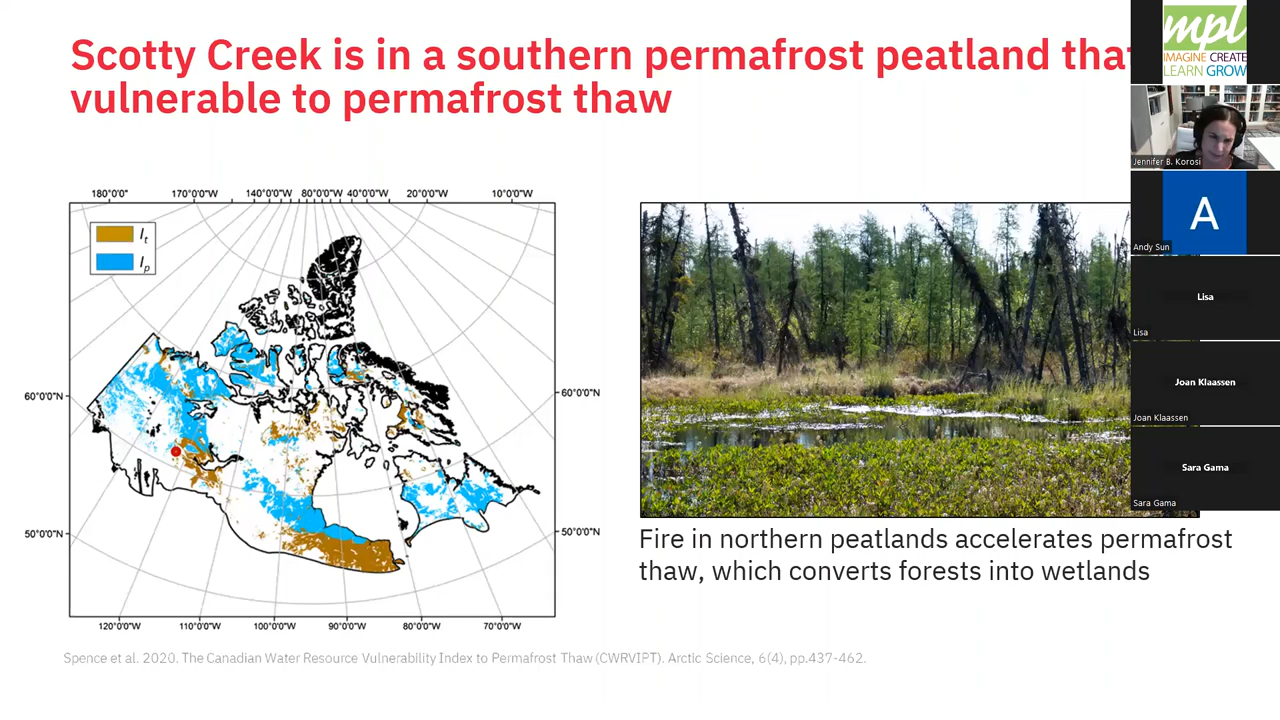 Scotty Creek is in a southern permafrost peatland
vulnerable to permafrost thaw
mpl
IMAGINE CREATE
LEARN GROW
Jennifer B. Korosi
Andy Sun
A
Lisa
Lisa
Joan Klaassen
Joan Klaassen
Sara Gama
Sara Gama
180°0'0" 170°0'0"W 140°0'0"W 80°0'0"W 40°0'0"W 20°0'0"W 10°0'0"W
It
Ip
60°0'0"N 60°0'0"N
50°0'0"N 50°0'0"N
120°0'0"W 110°0'0"W 100°0'0"W 90°0'0"W 80°0'0"W 70°0'0"W
Fire in northern peatlands accelerates permafrost
thaw, which converts forests into wetlands
Spence et al. 2020. The Canadian Water Resource Vulnerability Index to Permafrost Thaw (CWRVIPT). Arctic Science, 6(4), pp.437-462.